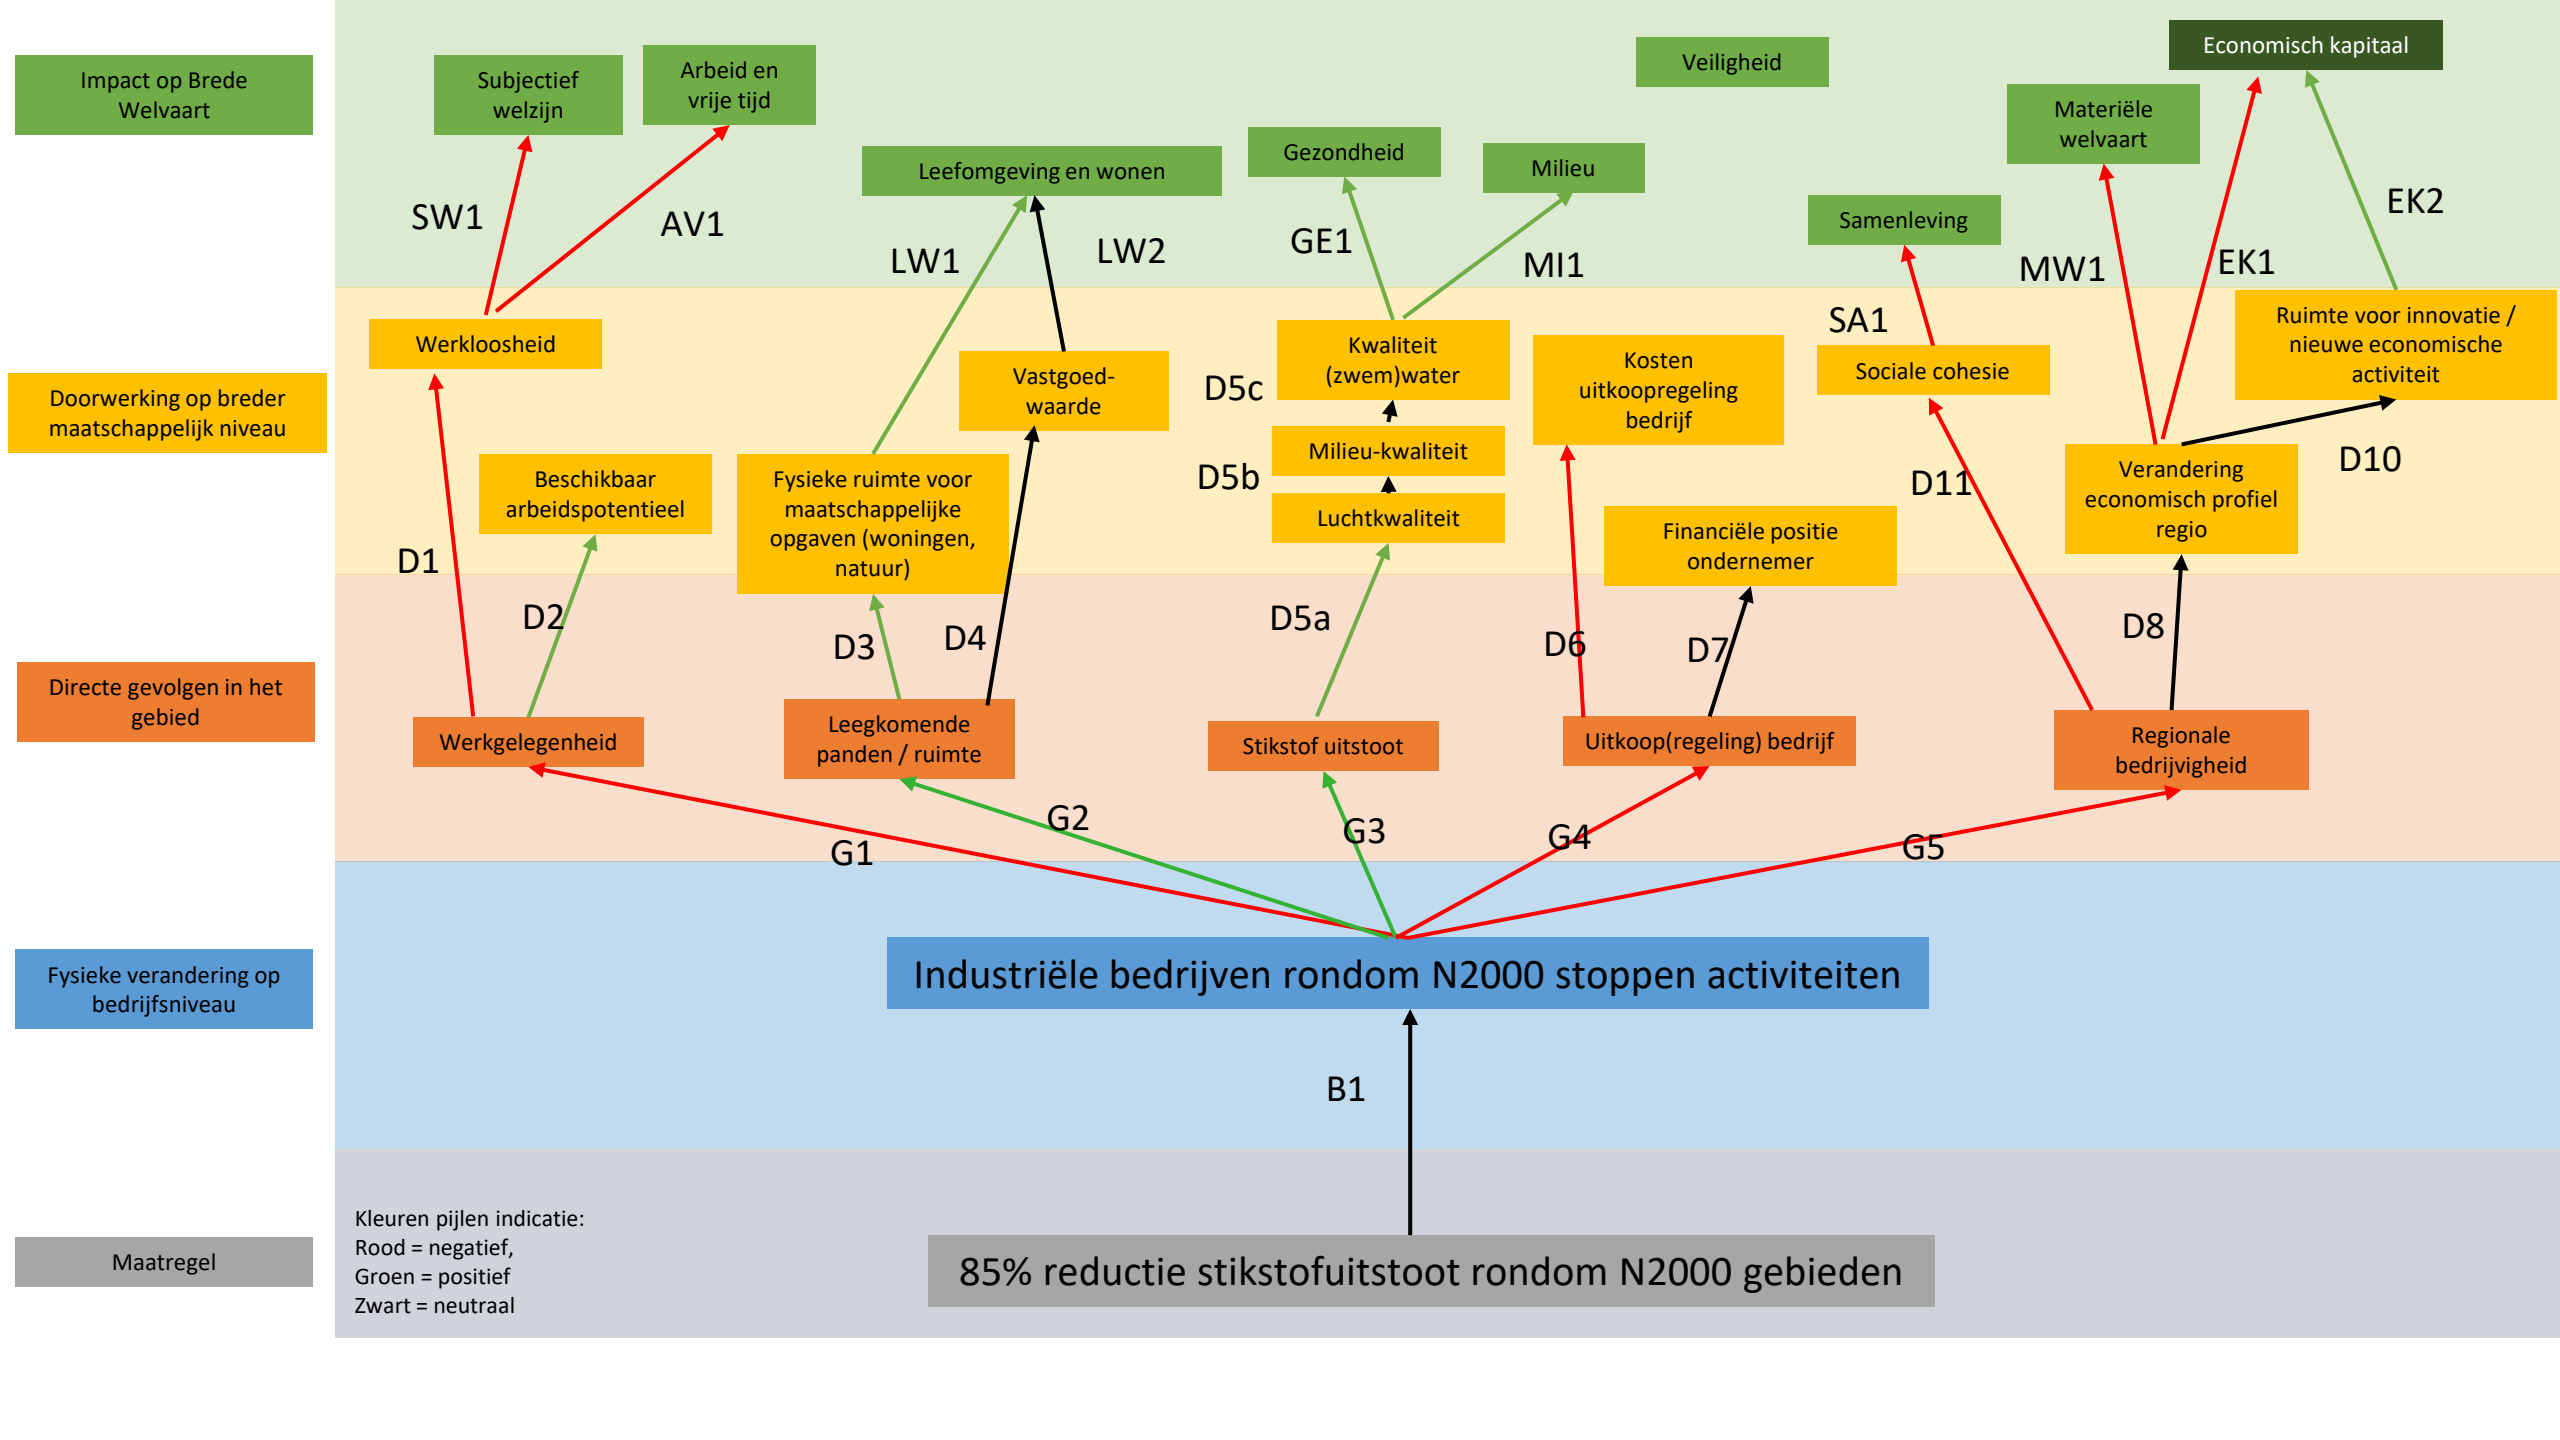 Impact op Brede
Welvaart
Subjectief
welzijn
Arbeid en
vrije tijd
Leefomgeving en wonen
Gezondheid
Milieu
Veiligheid
Samenleving
Materiële
welvaart
Economisch kapitaal
SW1
AV1
LW1
LW2
GE1
MI1
SA1
MW1
EK1
EK2
Doorwerking op breder
maatschappelijk niveau
Werkloosheid
Beschikbaar
arbeidspotentieel
Fysieke ruimte voor
maatschappelijke
opgaven (woningen,
natuur)
Vastgoed-
waarde
D5c
Kwaliteit
(zwem)water
D5b
Milieu-kwaliteit
Luchtkwaliteit
Kosten
uitkoopregeling
bedrijf
Financiële positie
ondernemer
Sociale cohesie
Verandering
economisch profiel
regio
Ruimte voor innovatie /
nieuwe economische
activiteit
D1
D2
D3
D4
D5a
D6
D7
D11
D8
D10
Directe gevolgen in het
gebied
Werkgelegenheid
Leegkomende
panden / ruimte
Stikstof uitstoot
Uitkoop(regeling) bedrijf
Regionale
bedrijvigheid
G1
G2
G3
G4
G5
Fysieke verandering op
bedrijfsniveau
Industriële bedrijven rondom N2000 stoppen activiteiten
B1
Maatregel
Kleuren pijlen indicatie:
Rood = negatief,
Groen = positief
Zwart = neutraal
85% reductie stikstofuitstoot rondom N2000 gebieden